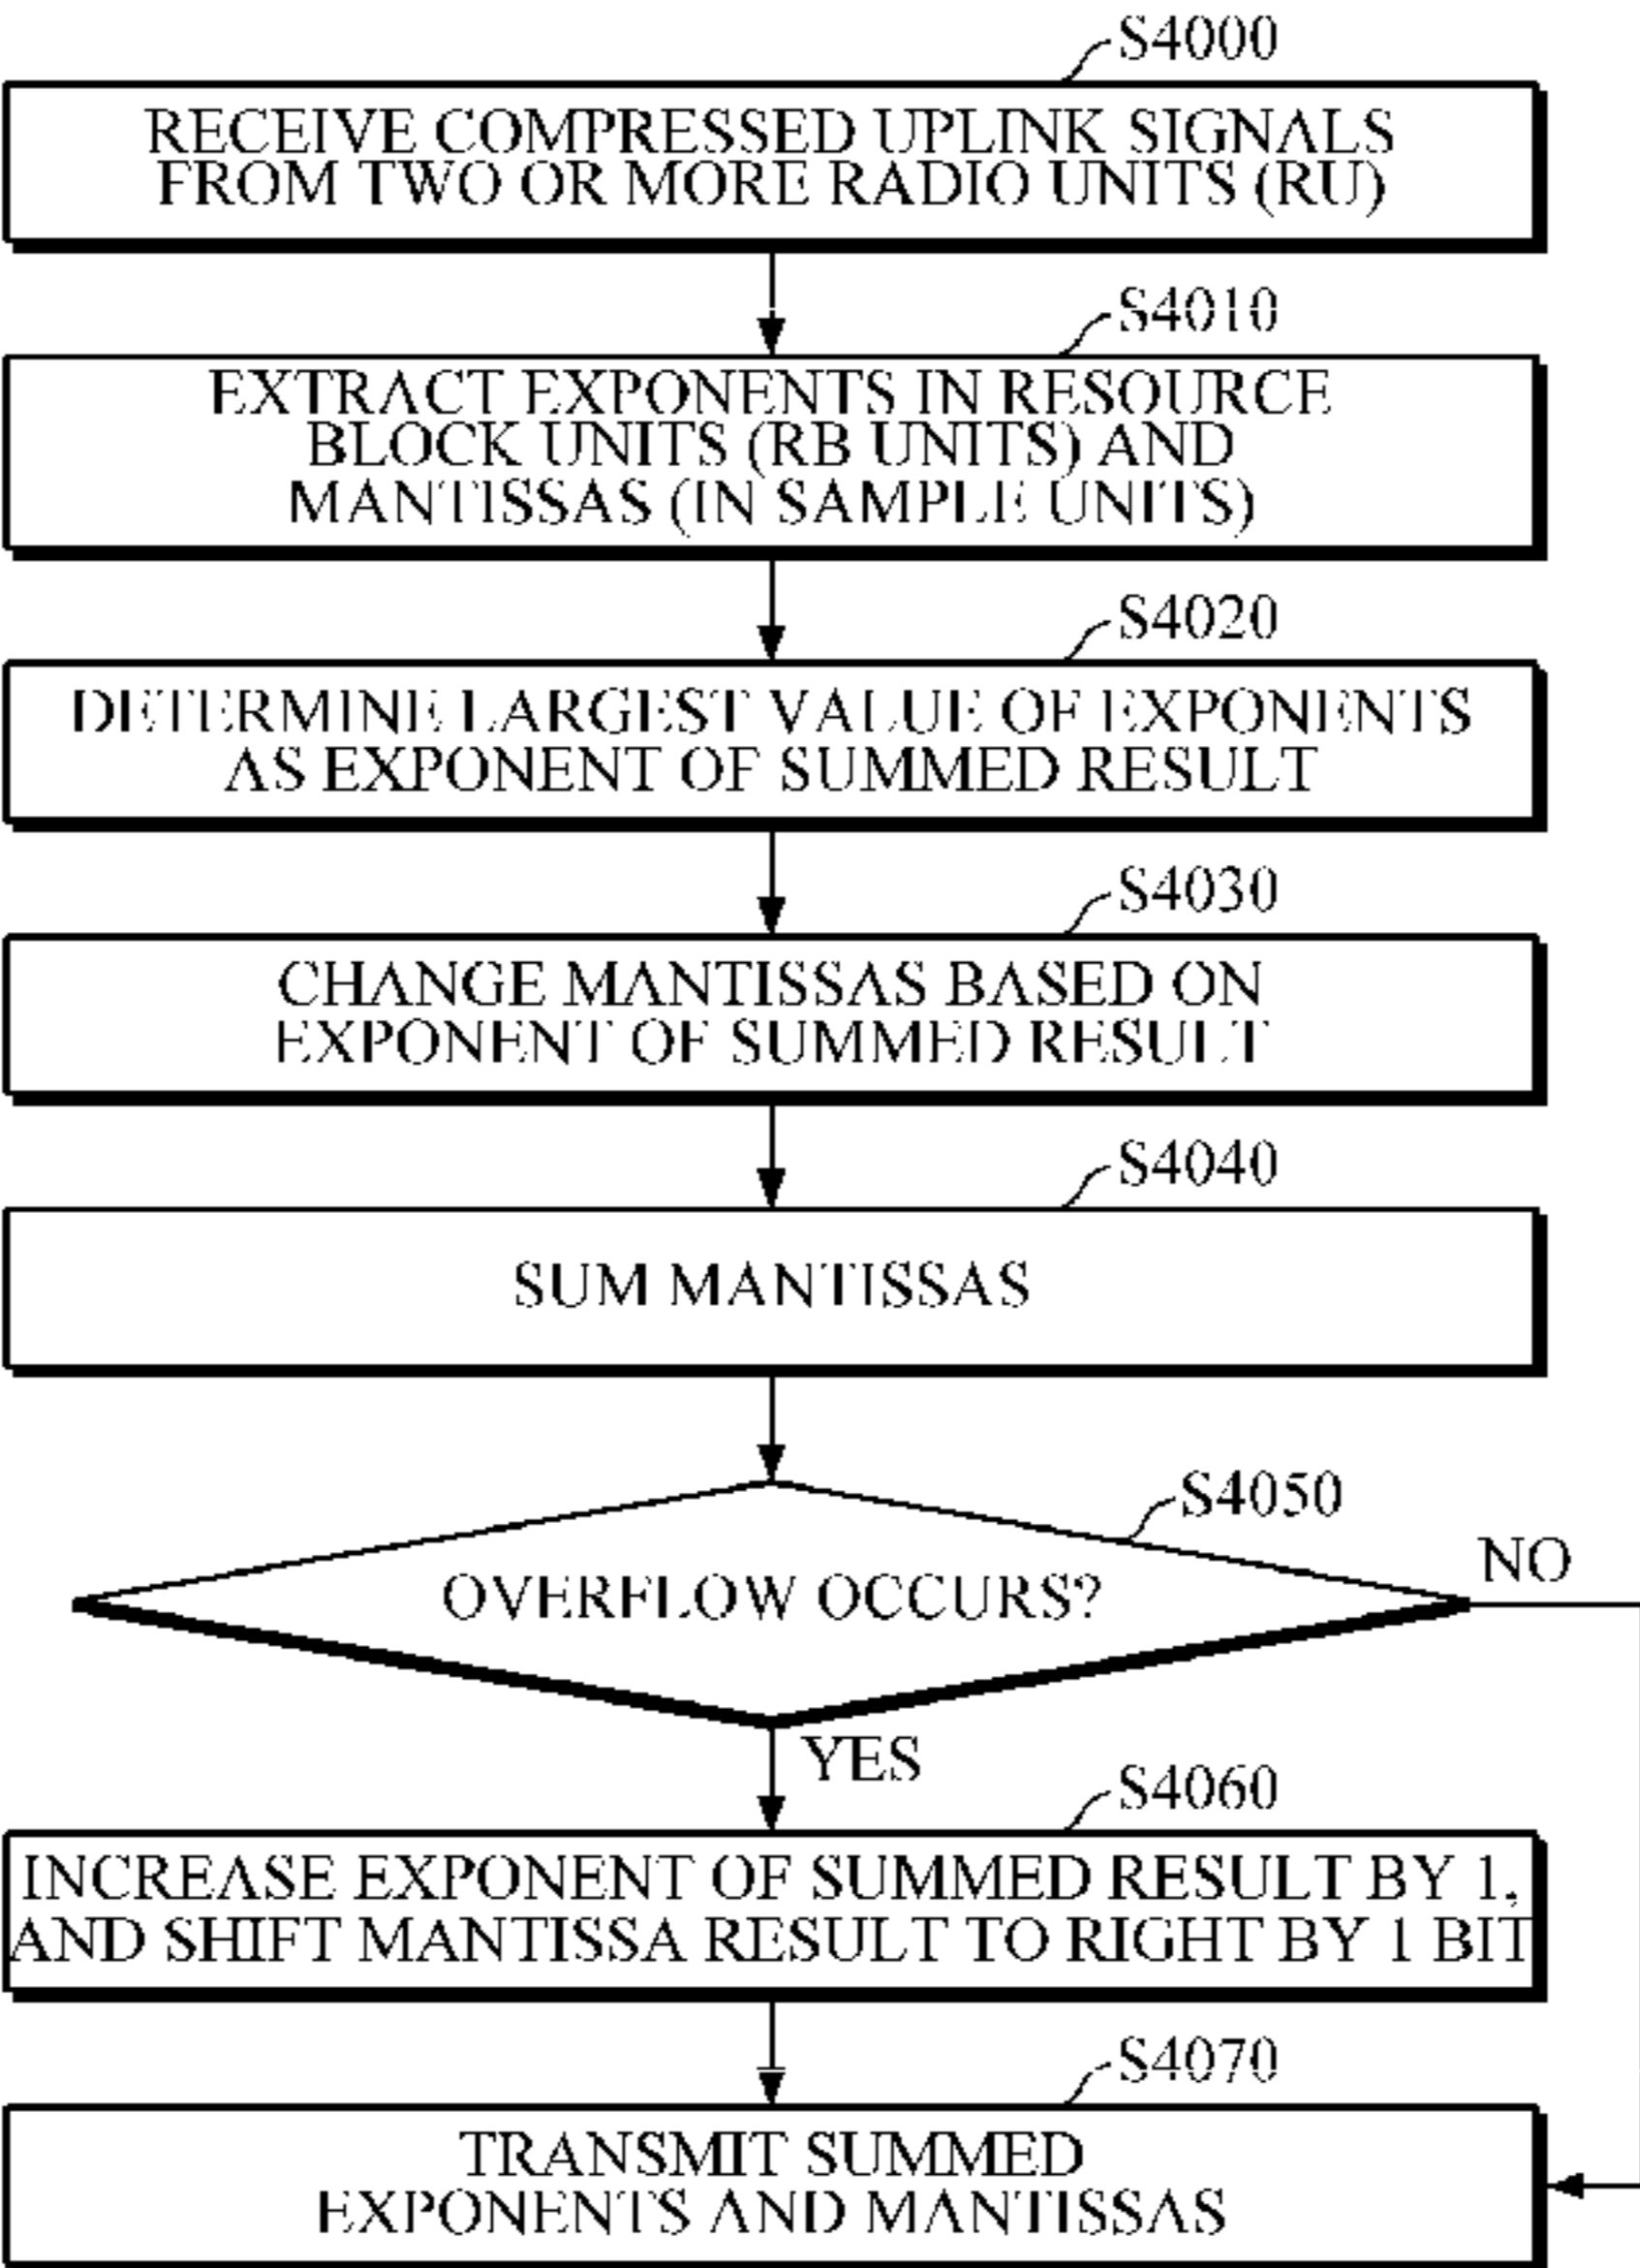 S4000
RECEIVE COMPRESSED UPLINK SIGNALS
FROM TWO OR MORE RADIO UNITS (RU)
S4010
EXTRACT EXPONENTS IN RESOURCE
BLOCK UNITS (RB UNITS) AND
MANTISSAS (IN SAMPLE UNITS)
S4020
DETERMINE LARGEST VALUE OF EXPONENTS
AS EXPONENT OF SUMMED RESULT
S4030
CHANGE MANTISSAS BASED ON
EXPONENT OF SUMMED RESULT
S4040
SUM MANTISSAS
S4050
OVERFLOW OCCURS?
NO
YES
S4060
INCREASE EXPONENT OF SUMMED RESULT BY 1,
AND SHIFT MANTISSA RESULT TO RIGHT BY 1 BIT
S4070
TRANSMIT SUMMED
EXPONENTS AND MANTISSAS